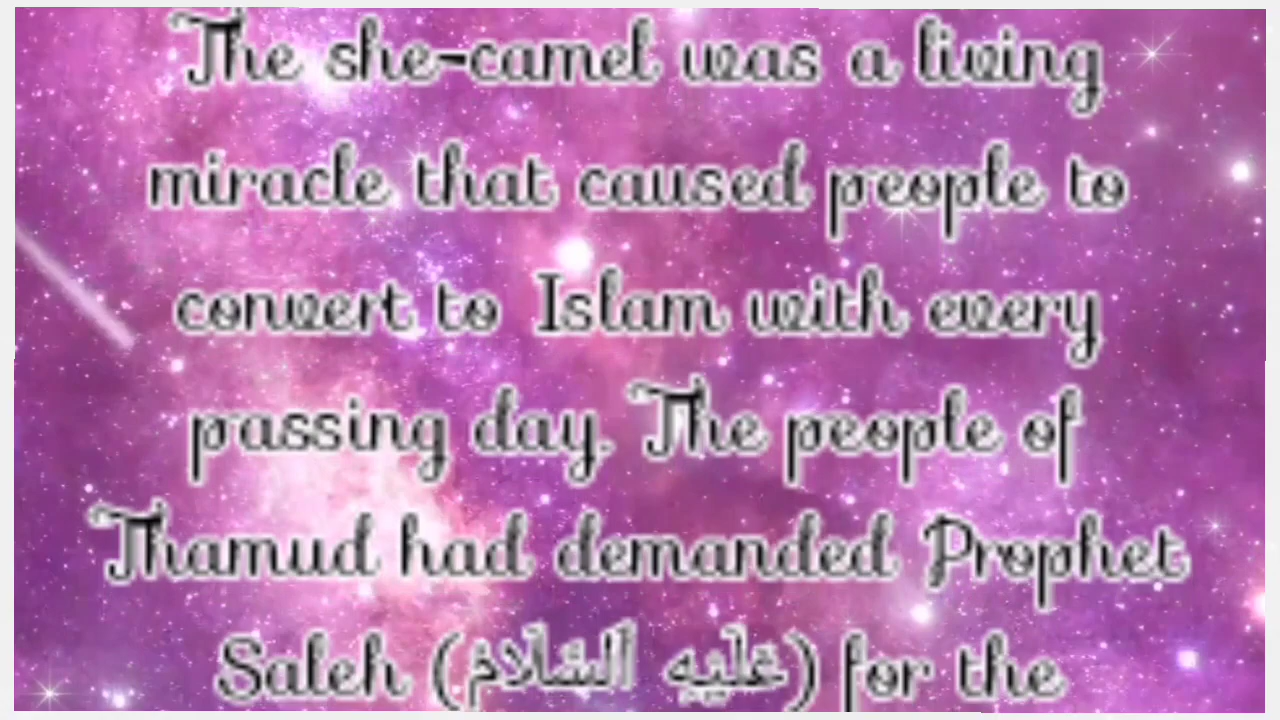 The she-camel was a living
miracle that caused people to
convert to Islam with every
passing day. The people of
Thamud had demanded Prophet
Saleh (عليه السلام) for the